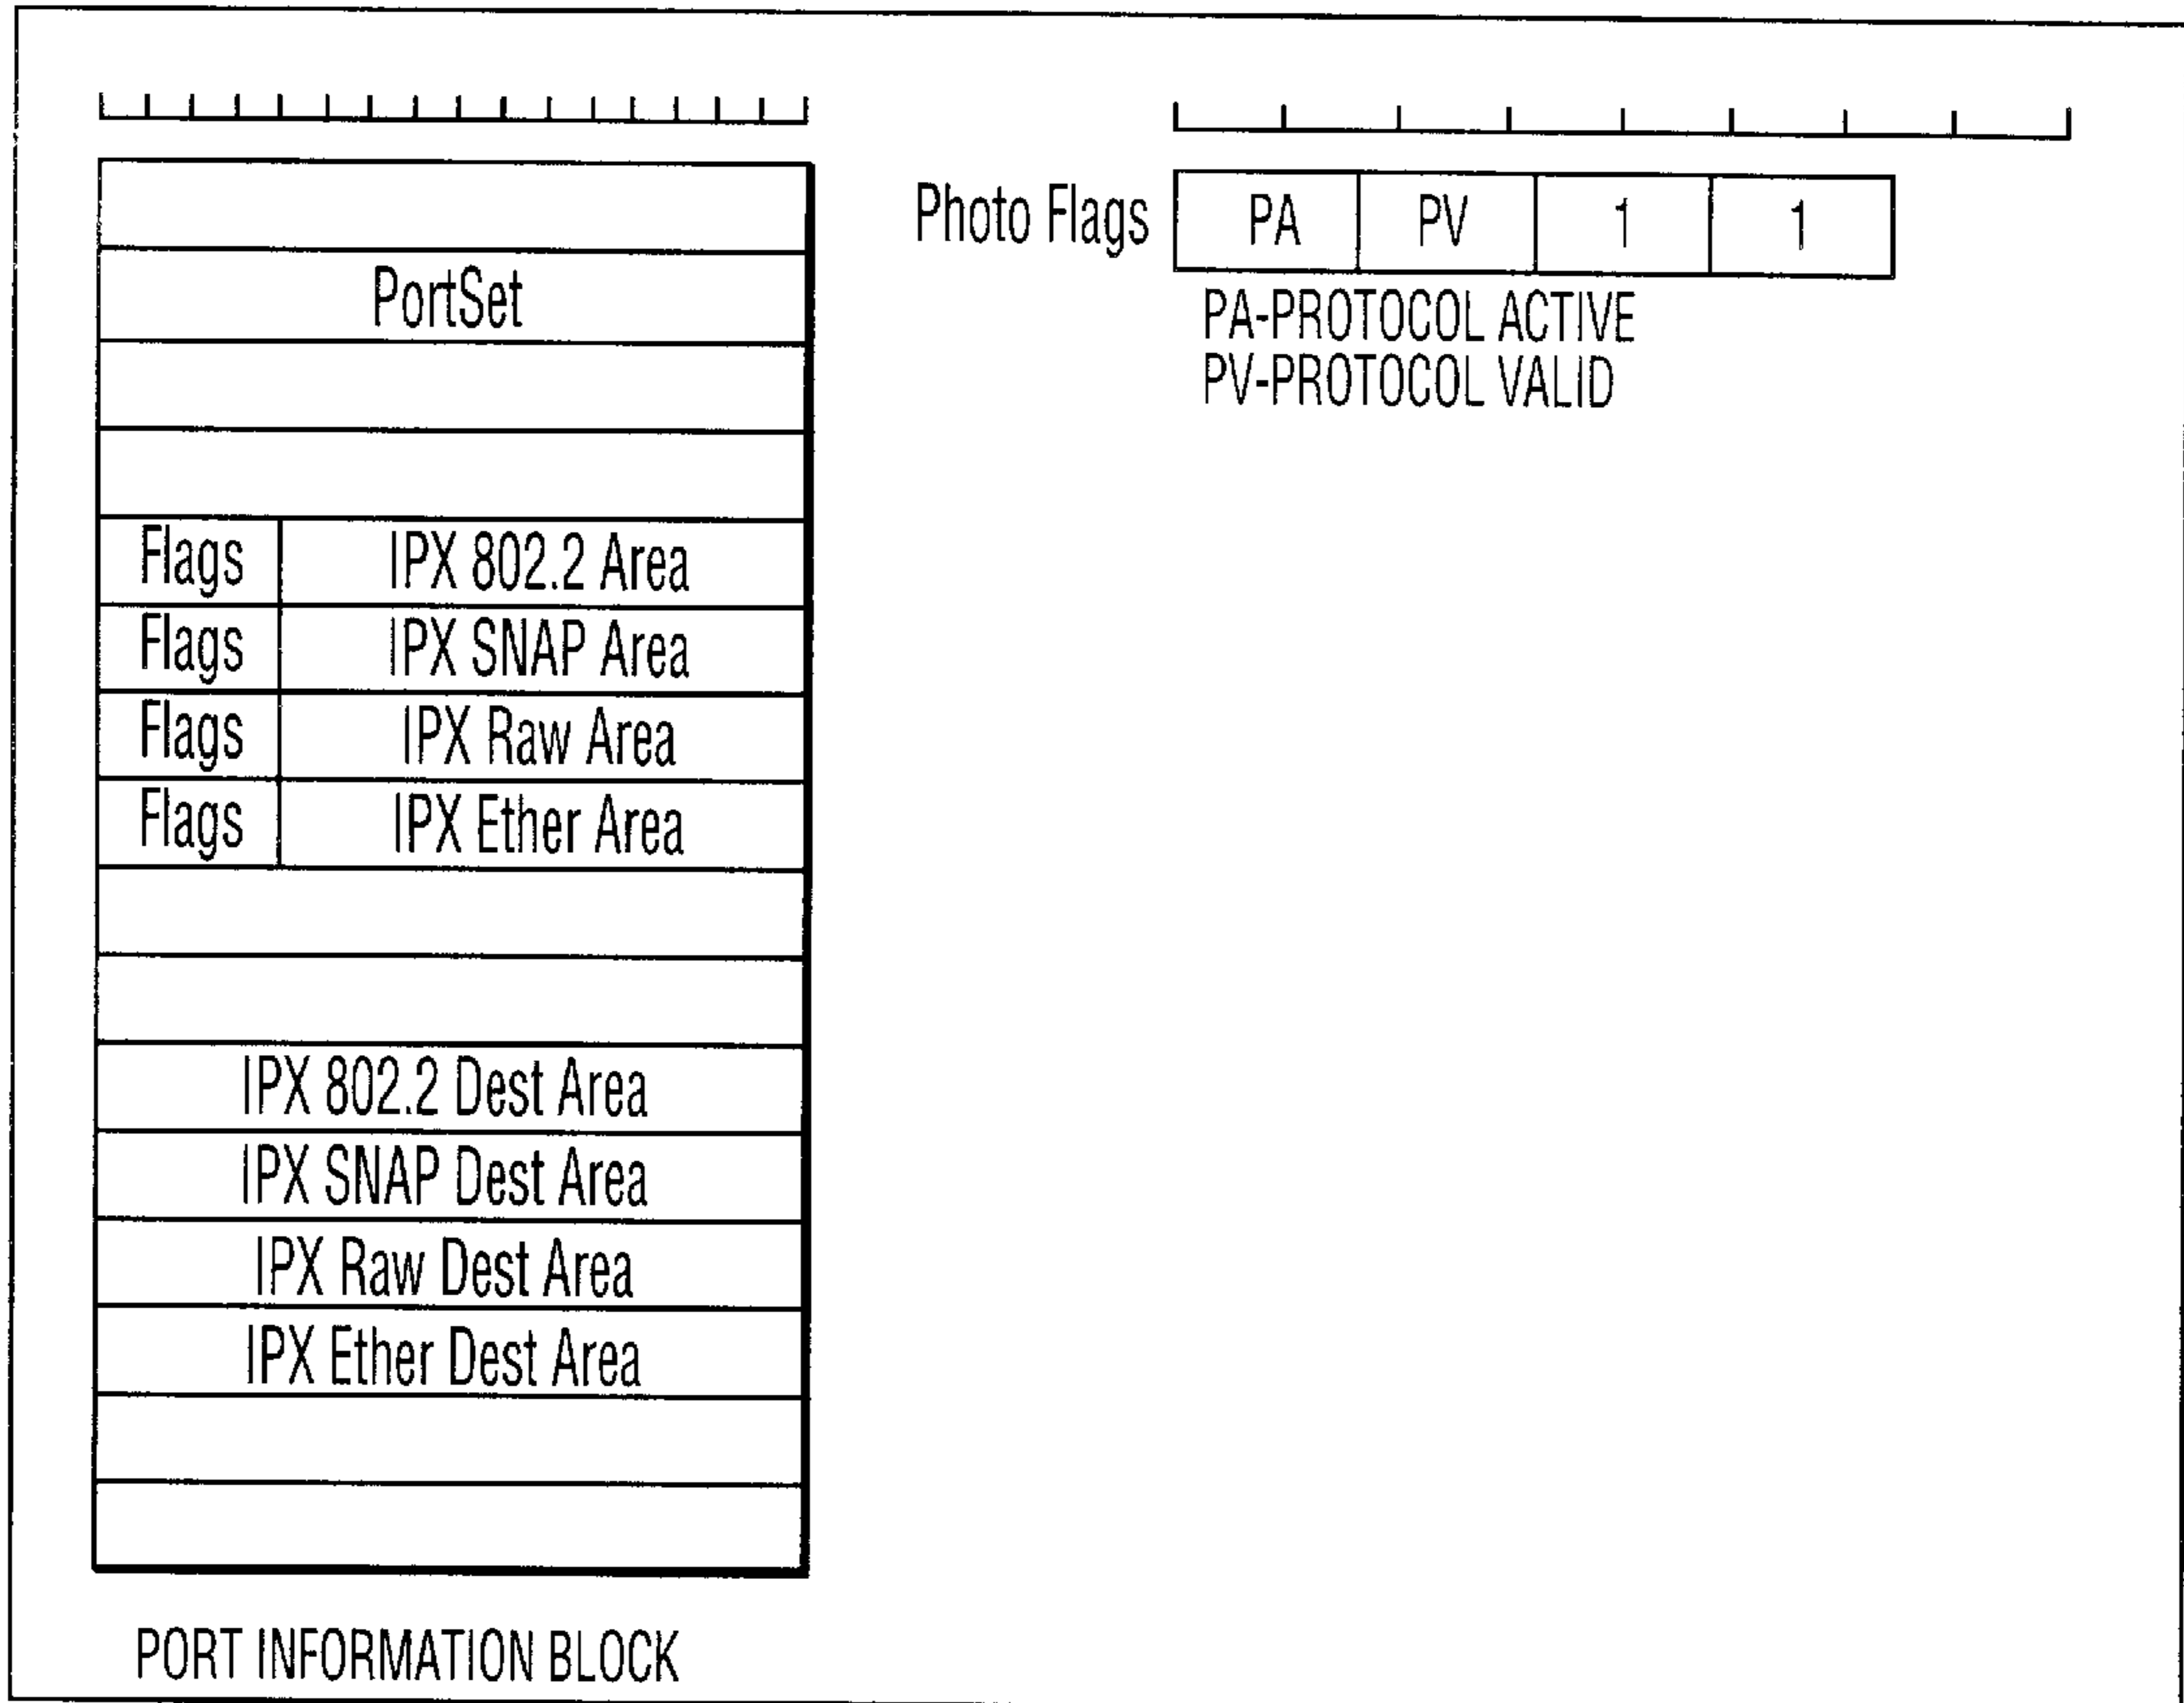 PortSet
Flags IPX 802.2 Area
Flags IPX SNAP Area
Flags IPX Raw Area
Flags IPX Ether Area
IPX 802.2 Dest Area
IPX SNAP Dest Area
IPX Raw Dest Area
IPX Ether Dest Area
PORT INFORMATION BLOCK
Photo Flags PA PV 1 1
PA-PROTOCOL ACTIVE
PV-PROTOCOL VALID